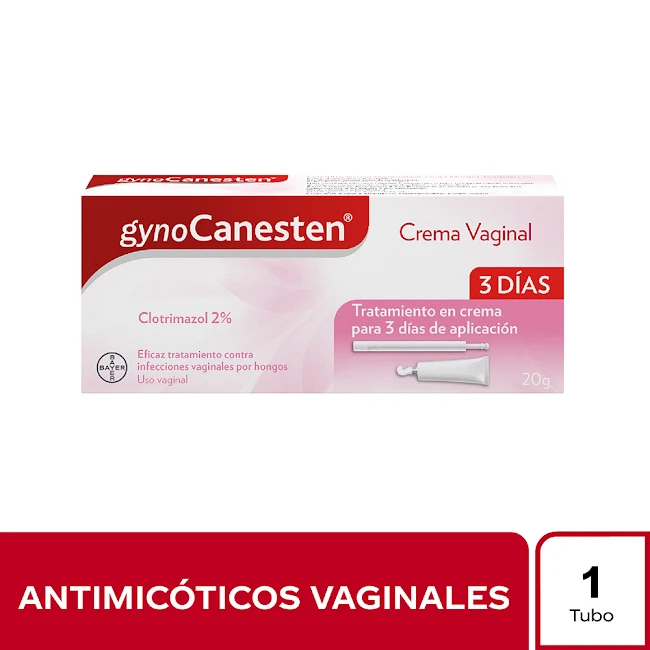 gynoCanesten®
Crema Vaginal
3 DÍAS
Clotrimazol 2%
Tratamiento en crema
para 3 días de aplicación
Eficaz tratamiento contra
infecciones vaginales por hongos
Uso vaginal
BAYER
BAYER
20g
ANTIMICÓTICOS VAGINALES
1
Tubo